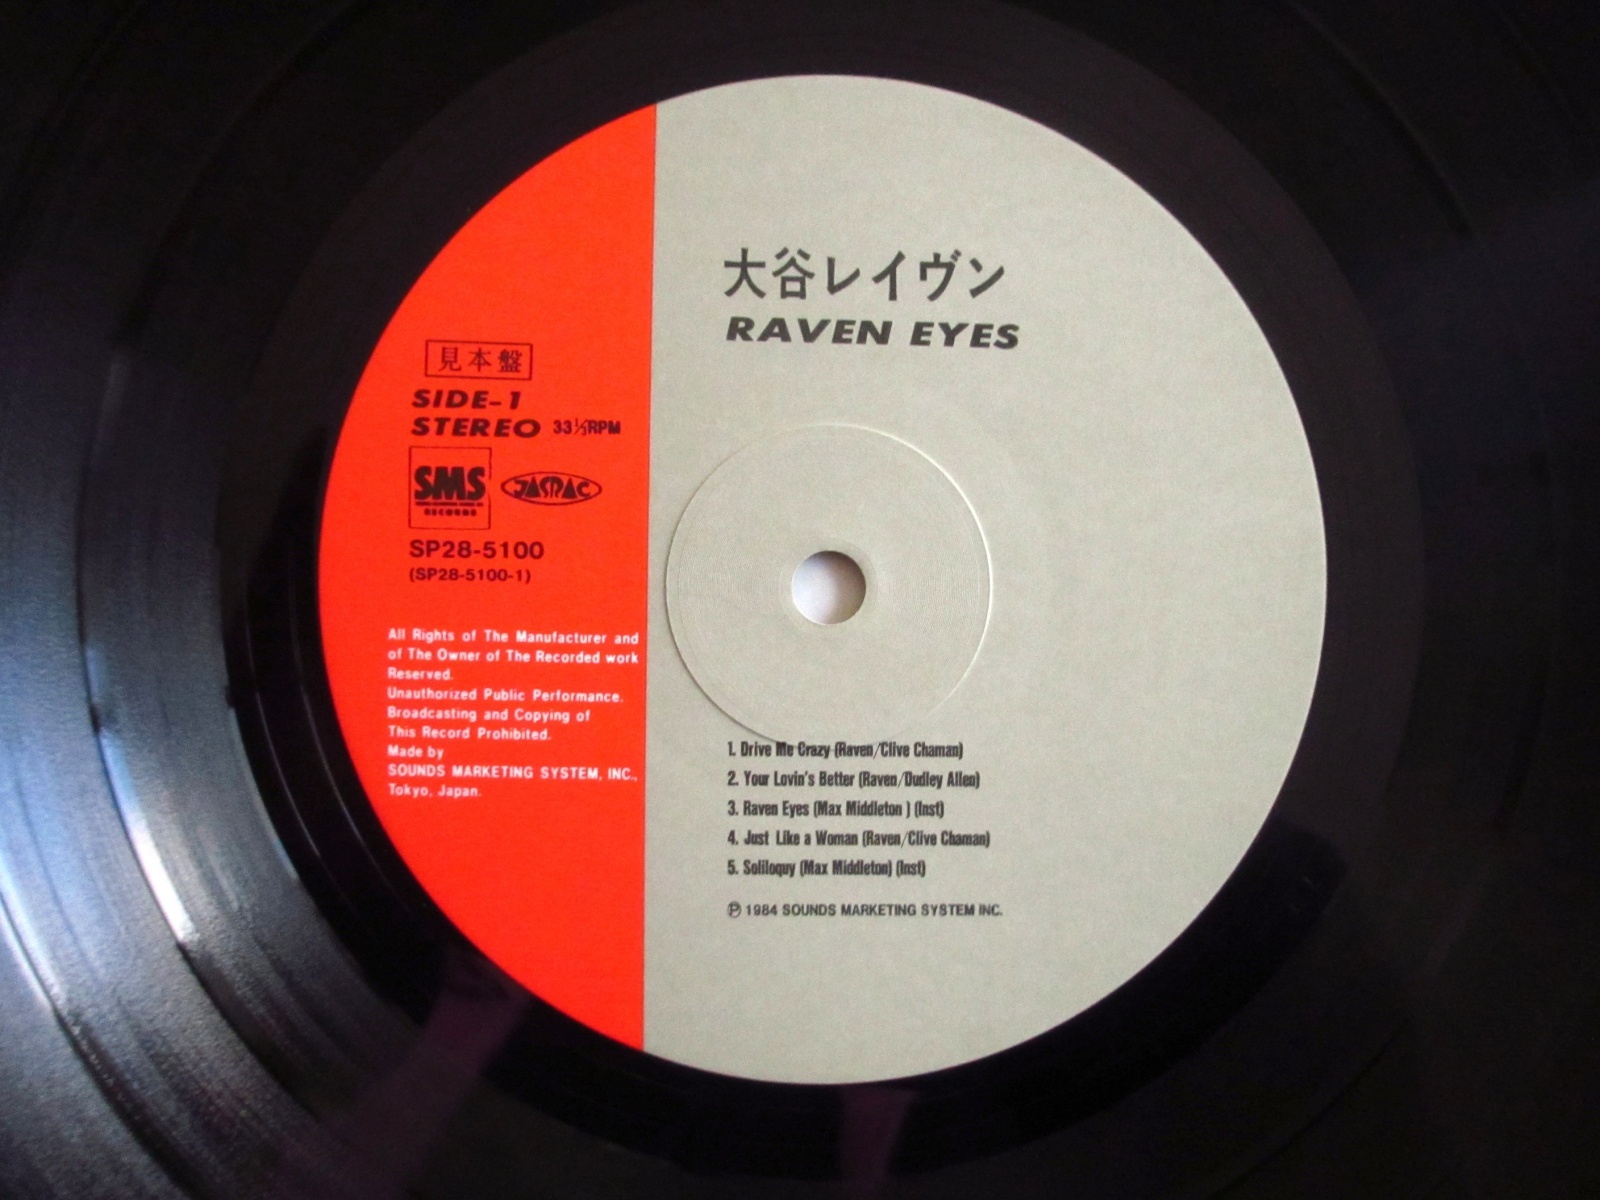 大谷レイヴン
RAVEN EYES
見本盤
SIDE-1
STEREO 33⅓RPM
SMS
RECORDS
JASRAC
SP28-5100
(SP28-5100-1)
All Rights of The Manufacturer and
of The Owner of The Recorded work
Reserved.
Unauthorized Public Performance.
Broadcasting and Copying of
This Record Prohibited.
Made by
SOUNDS MARKETING SYSTEM, INC.,
Tokyo, Japan.
1. Drive Me Crazy (Raven/Clive Chaman)
2. Your Lovin's Better (Raven/Dudley Allen)
3. Raven Eyes (Max Middleton ) (Inst)
4. Just Like a Woman (Raven/Clive Chaman)
5. Soliloquy (Max Middleton) (Inst)
Ⓟ 1984 SOUNDS MARKETING SYSTEM INC.